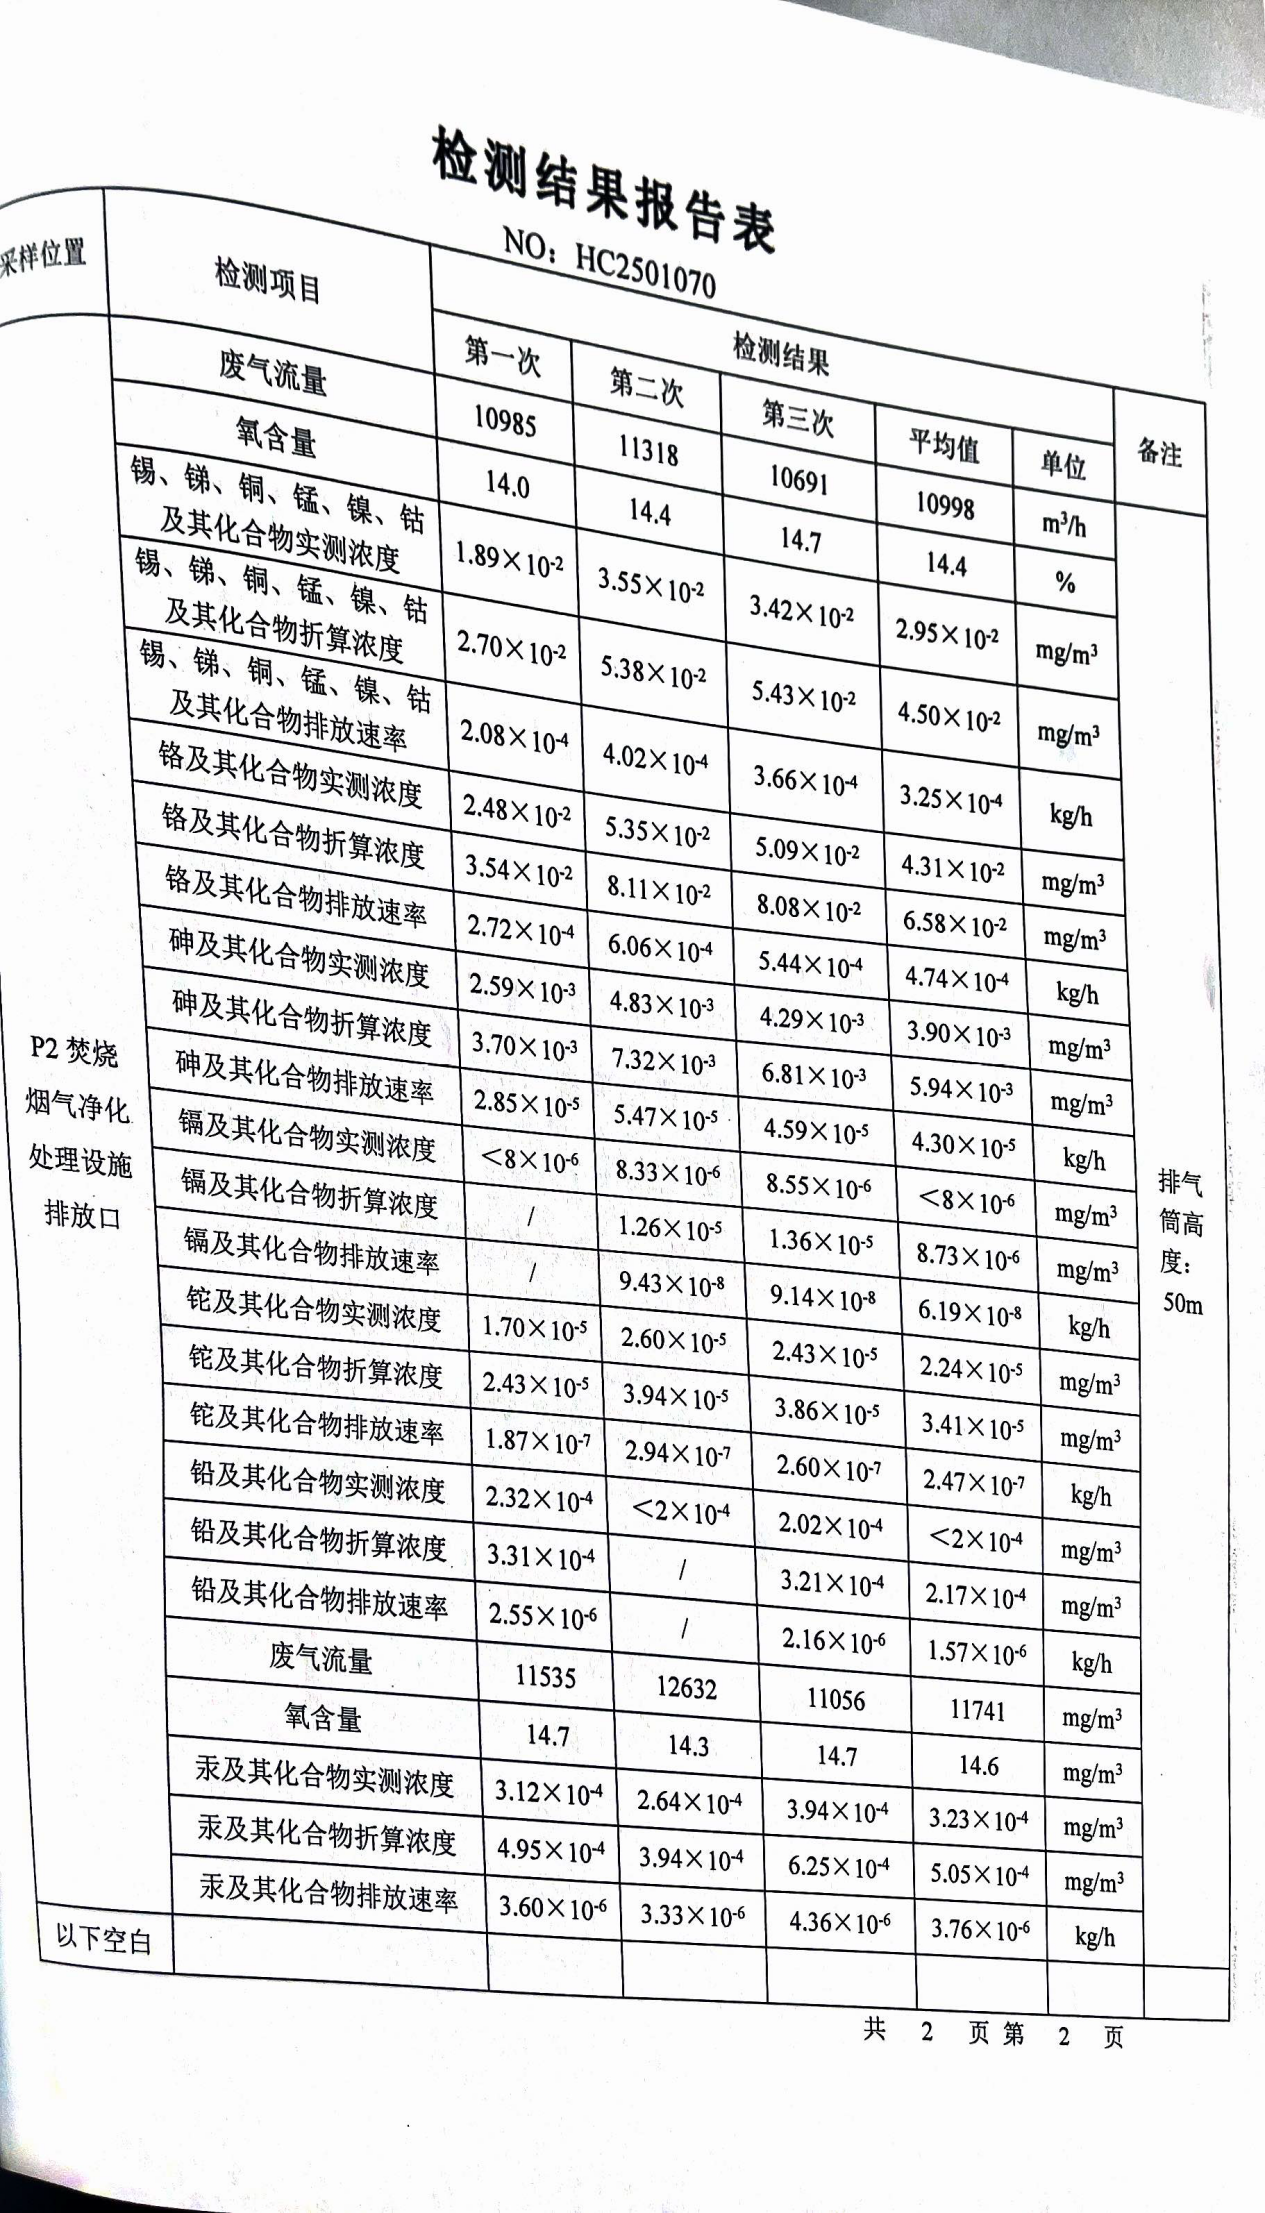 检测结果报告表
NO：HC2501070
采样位置 检测项目 检测结果 备注
第一次 第二次 第三次 平均值 单位
废气流量 10985 11318 10691 10998 m³/h
氧含量 14.0 14.4 14.7 14.4 %
锡、锑、铜、锰、镍、钴
及其化合物实测浓度 1.89×10⁻² 3.55×10⁻² 3.42×10⁻² 2.95×10⁻² mg/m³
锡、锑、铜、锰、镍、钴
及其化合物折算浓度 2.70×10⁻² 5.38×10⁻² 5.43×10⁻² 4.50×10⁻² mg/m³
锡、锑、铜、锰、镍、钴
及其化合物排放速率 2.08×10⁻⁴ 4.02×10⁻⁴ 3.66×10⁻⁴ 3.25×10⁻⁴ kg/h
铬及其化合物实测浓度 2.48×10⁻² 5.35×10⁻² 5.09×10⁻² 4.31×10⁻² mg/m³
铬及其化合物折算浓度 3.54×10⁻² 8.11×10⁻² 8.08×10⁻² 6.58×10⁻² mg/m³
铬及其化合物排放速率 2.72×10⁻⁴ 6.06×10⁻⁴ 5.44×10⁻⁴ 4.74×10⁻⁴ kg/h
砷及其化合物实测浓度 2.59×10⁻³ 4.83×10⁻³ 4.29×10⁻³ 3.90×10⁻³ mg/m³
砷及其化合物折算浓度 3.70×10⁻³ 7.32×10⁻³ 6.81×10⁻³ 5.94×10⁻³ mg/m³
砷及其化合物排放速率 2.85×10⁻⁵ 5.47×10⁻⁵ 4.59×10⁻⁵ 4.30×10⁻⁵ kg/h
镉及其化合物实测浓度 <8×10⁻⁶ 8.33×10⁻⁶ 8.55×10⁻⁶ <8×10⁻⁶ mg/m³
镉及其化合物折算浓度 / 1.26×10⁻⁵ 1.36×10⁻⁵ 8.73×10⁻⁶ mg/m³
镉及其化合物排放速率 / 9.43×10⁻⁸ 9.14×10⁻⁸ 6.19×10⁻⁸ kg/h
铊及其化合物实测浓度 1.70×10⁻⁵ 2.60×10⁻⁵ 2.43×10⁻⁵ 2.24×10⁻⁵ mg/m³
铊及其化合物折算浓度 2.43×10⁻⁵ 3.94×10⁻⁵ 3.86×10⁻⁵ 3.41×10⁻⁵ mg/m³
铊及其化合物排放速率 1.87×10⁻⁷ 2.94×10⁻⁷ 2.60×10⁻⁷ 2.47×10⁻⁷ kg/h
铅及其化合物实测浓度 2.32×10⁻⁴ <2×10⁻⁴ 2.02×10⁻⁴ <2×10⁻⁴ mg/m³
铅及其化合物折算浓度 3.31×10⁻⁴ / 3.21×10⁻⁴ 2.17×10⁻⁴ mg/m³
铅及其化合物排放速率 2.55×10⁻⁶ / 2.16×10⁻⁶ 1.57×10⁻⁶ kg/h
废气流量 11535 12632 11056 11741 mg/m³
氧含量 14.7 14.3 14.7 14.6 mg/m³
汞及其化合物实测浓度 3.12×10⁻⁴ 2.64×10⁻⁴ 3.94×10⁻⁴ 3.23×10⁻⁴ mg/m³
汞及其化合物折算浓度 4.95×10⁻⁴ 3.94×10⁻⁴ 6.25×10⁻⁴ 5.05×10⁻⁴ mg/m³
汞及其化合物排放速率 3.60×10⁻⁶ 3.33×10⁻⁶ 4.36×10⁻⁶ 3.76×10⁻⁶ kg/h
P2 焚烧
烟气净化
处理设施
排放口
排气
筒高
度：
50m
以下空白
共 2 页 第 2 页